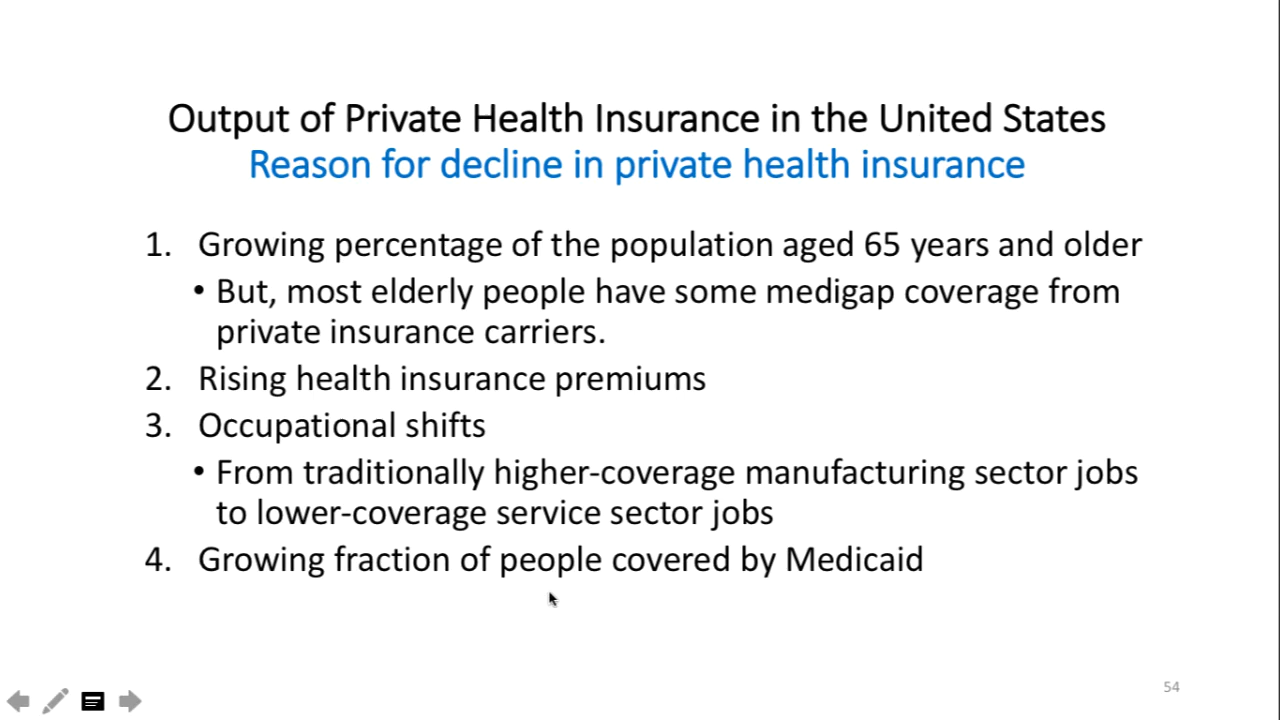 Output of Private Health Insurance in the United States
Reason for decline in private health insurance
1. Growing percentage of the population aged 65 years and older
• But, most elderly people have some medigap coverage from
private insurance carriers.
2. Rising health insurance premiums
3. Occupational shifts
• From traditionally higher-coverage manufacturing sector jobs
to lower-coverage service sector jobs
4. Growing fraction of people covered by Medicaid
54